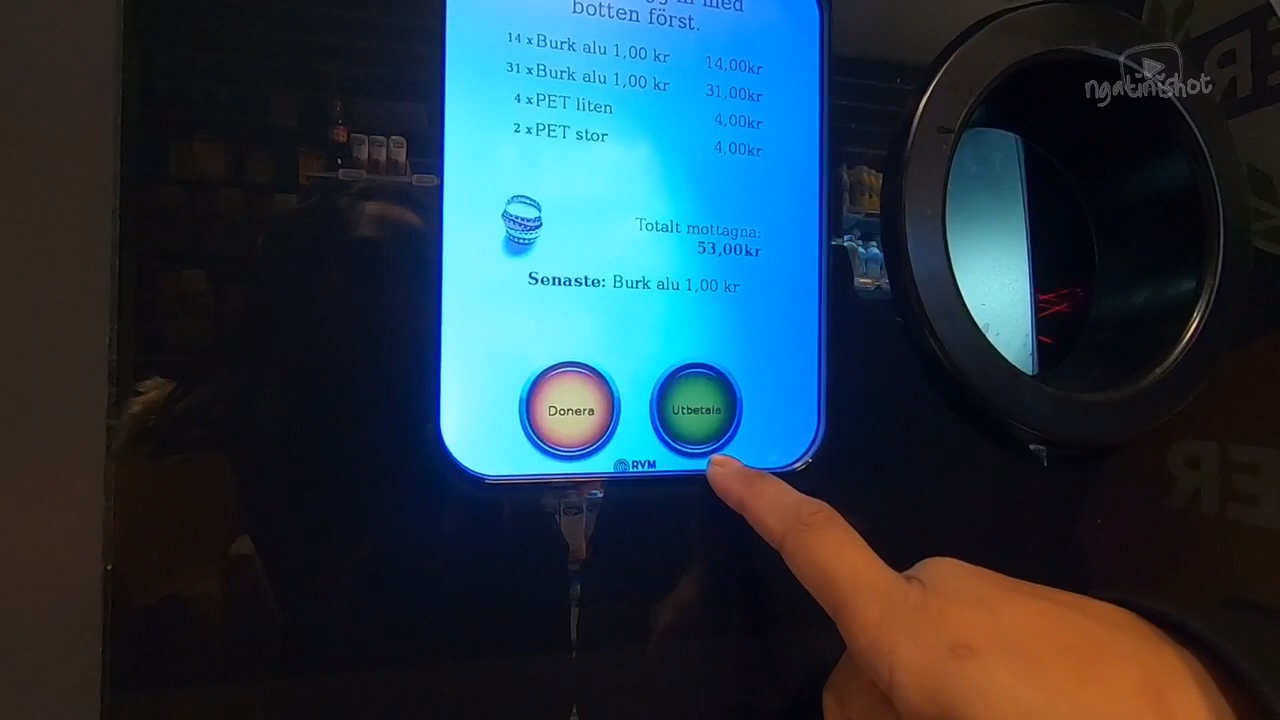 med
botten först.
14 x Burk alu 1,00 kr 14,00kr
31 x Burk alu 1,00 kr 31,00kr
4 x PET liten 4,00kr
2 x PET stor 4,00kr
Totalt mottagna:
53,00kr
Senaste: Burk alu 1,00 kr
Donera
Utbetala
RVM
ngatinishot